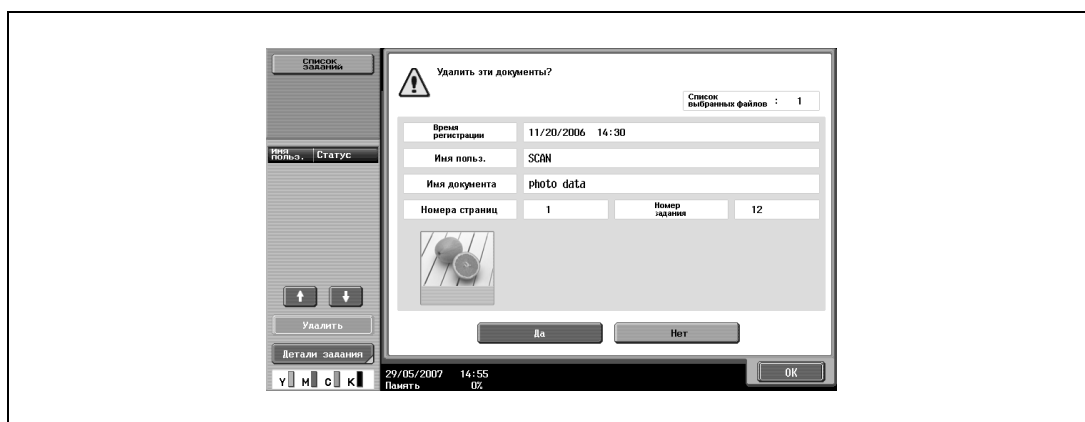 Список
заданий
Имя
польз.
Статус
Удалить
Детали задания
Y M C K
Удалить эти документы?
Список
выбранных файлов : 1
Время
регистрации
11/20/2006 14:30
Имя польз.
SCAN
Имя документа
photo data
Номера страниц
1
Номер
задания
12
Да
Нет
29/05/2007 14:55
Память 0%
OK